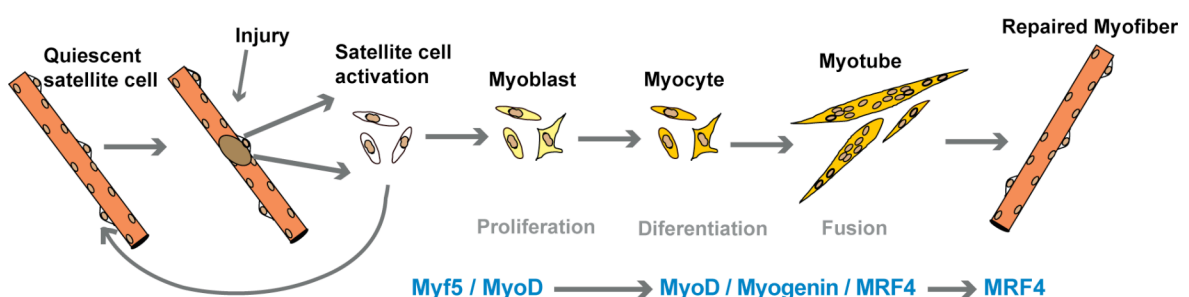 Quiescent
satellite cell
Injury
Satellite cell
activation
Myoblast
Myocyte
Myotube
Repaired Myofiber
Proliferation
Diferentiation
Fusion
Myf5 / MyoD
MyoD / Myogenin / MRF4
MRF4